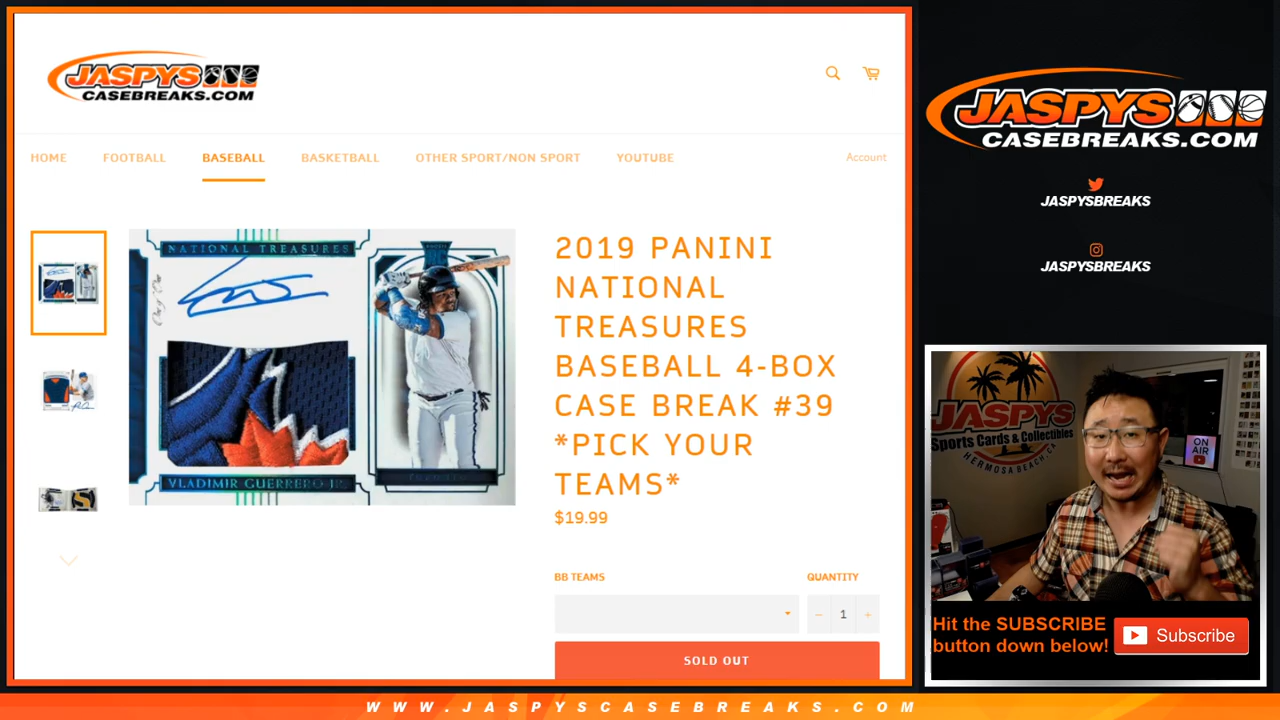 JASPYS
CASEBREAKS.COM
HOME
FOOTBALL
BASEBALL
BASKETBALL
OTHER SPORT/NON SPORT
YOUTUBE
Account
NATIONAL TREASURES
VLADIMIR GUERRERO JR.
2019 PANINI
NATIONAL
TREASURES
BASEBALL 4-BOX
CASE BREAK #39
*PICK YOUR
TEAMS*
$19.99
BB TEAMS
QUANTITY
1
SOLD OUT
JASPYS
CASEBREAKS.COM
JASPYSBREAKS
JASPYSBREAKS
JASPYS
Sports Cards & Collectibles
HERMOSA BEACH-CA
ON
AIR
Hit the SUBSCRIBE
button down below!
Subscribe
WWW.JASPYSCASEBREAKS.COM